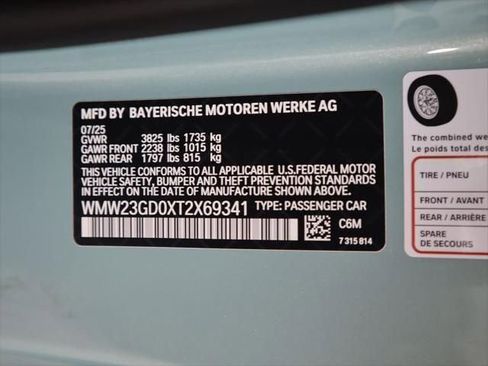 MFD BY BAYERISCHE MOTOREN WERKE AG
07/25
GVWR 3825 lbs 1735 kg
GAWR FRONT 2238 lbs 1015 kg
GAWR REAR 1797 lbs 815 kg
THIS VEHICLE CONFORMS TO ALL APPLICABLE U.S.FEDERAL MOTOR
VEHICLE SAFETY, BUMPER AND THEFT PREVENTION STANDARDS
IN EFFECT ON THE DATE OF MANUFACTURE SHOWN ABOVE.
WMW23GD0XT2X69341 TYPE: PASSENGER CAR
C6M
7 315 814
The combined w
Le poids total des
TIRE / PNEU
FRONT / AVANT
REAR / ARRIÈRE
SPARE
DE SECOURS